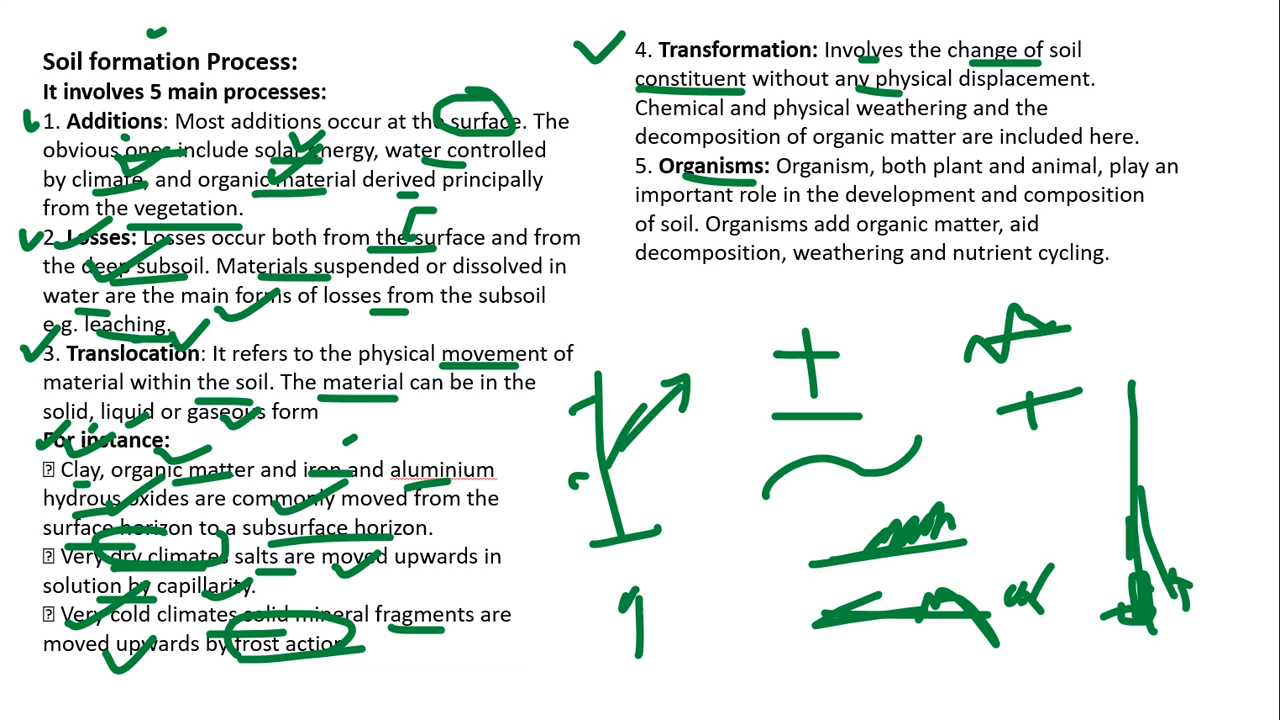 Soil formation Process:
It involves 5 main processes:
1. Additions: Most additions occur at the surface. The
obvious ones include solar energy, water controlled
by climate, and organic material derived principally
from the vegetation.
2. Losses: Losses occur both from the surface and from
the deep subsoil. Materials suspended or dissolved in
water are the main forms of losses from the subsoil
e.g. leaching.
3. Translocation: It refers to the physical movement of
material within the soil. The material can be in the
solid, liquid or gaseous form
For instance:
Clay, organic matter and iron and aluminium
hydrous oxides are commonly moved from the
surface horizon to a subsurface horizon.
Very dry climates salts are moved upwards in
solution by capillarity.
Very cold climates solid mineral fragments are
moved upwards by frost action
4. Transformation: Involves the change of soil
constituent without any physical displacement.
Chemical and physical weathering and the
decomposition of organic matter are included here.
5. Organisms: Organism, both plant and animal, play an
important role in the development and composition
of soil. Organisms add organic matter, aid
decomposition, weathering and nutrient cycling.